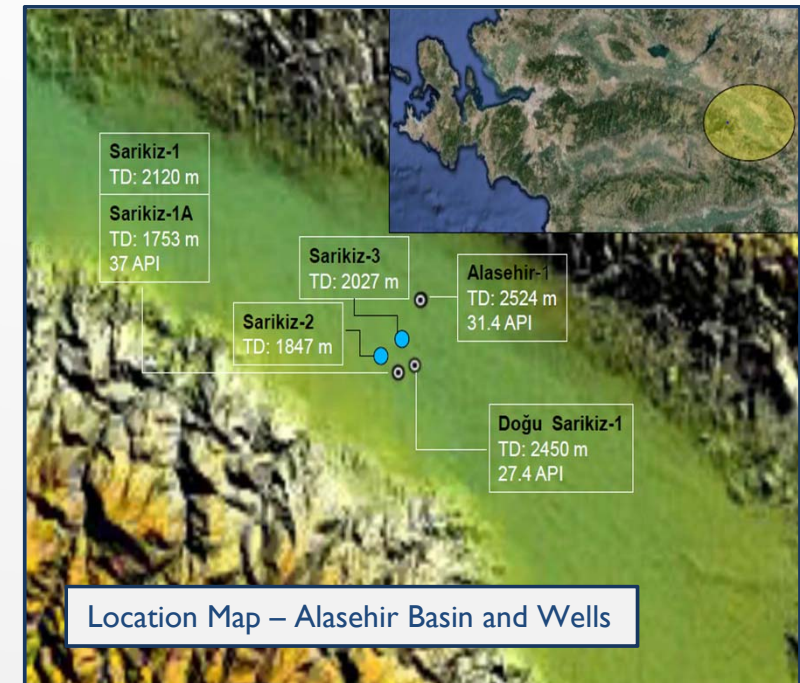 Sarikiz-1
TD: 2120 m
Sarikiz-1A
TD: 1753 m
37 API
Sarikiz-3
TD: 2027 m
Sarikiz-2
TD: 1847 m
Alasehir-1
TD: 2524 m
31.4 API
Doğu Sarikiz-1
TD: 2450 m
27.4 API
Location Map – Alasehir Basin and Wells